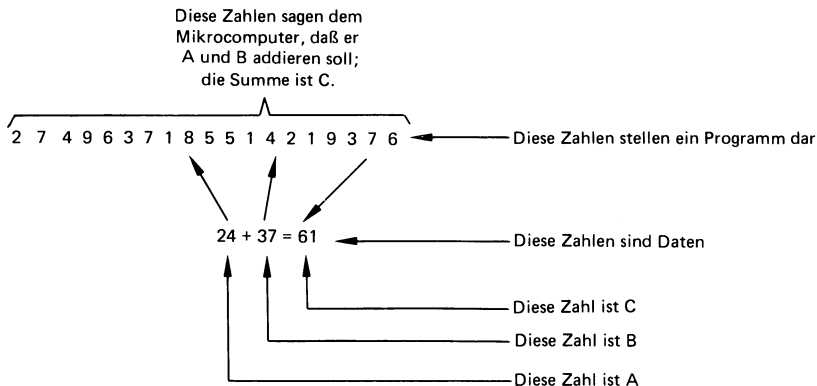 Diese Zahlen sagen dem
Mikrocomputer, daß er
A und B addieren soll;
die Summe ist C.
2 7 4 9 6 3 7 1 8 5 5 1 4 2 1 9 3 7 6
Diese Zahlen stellen ein Programm dar
24 + 37 = 61
Diese Zahlen sind Daten
Diese Zahl ist C
Diese Zahl ist B
Diese Zahl ist A